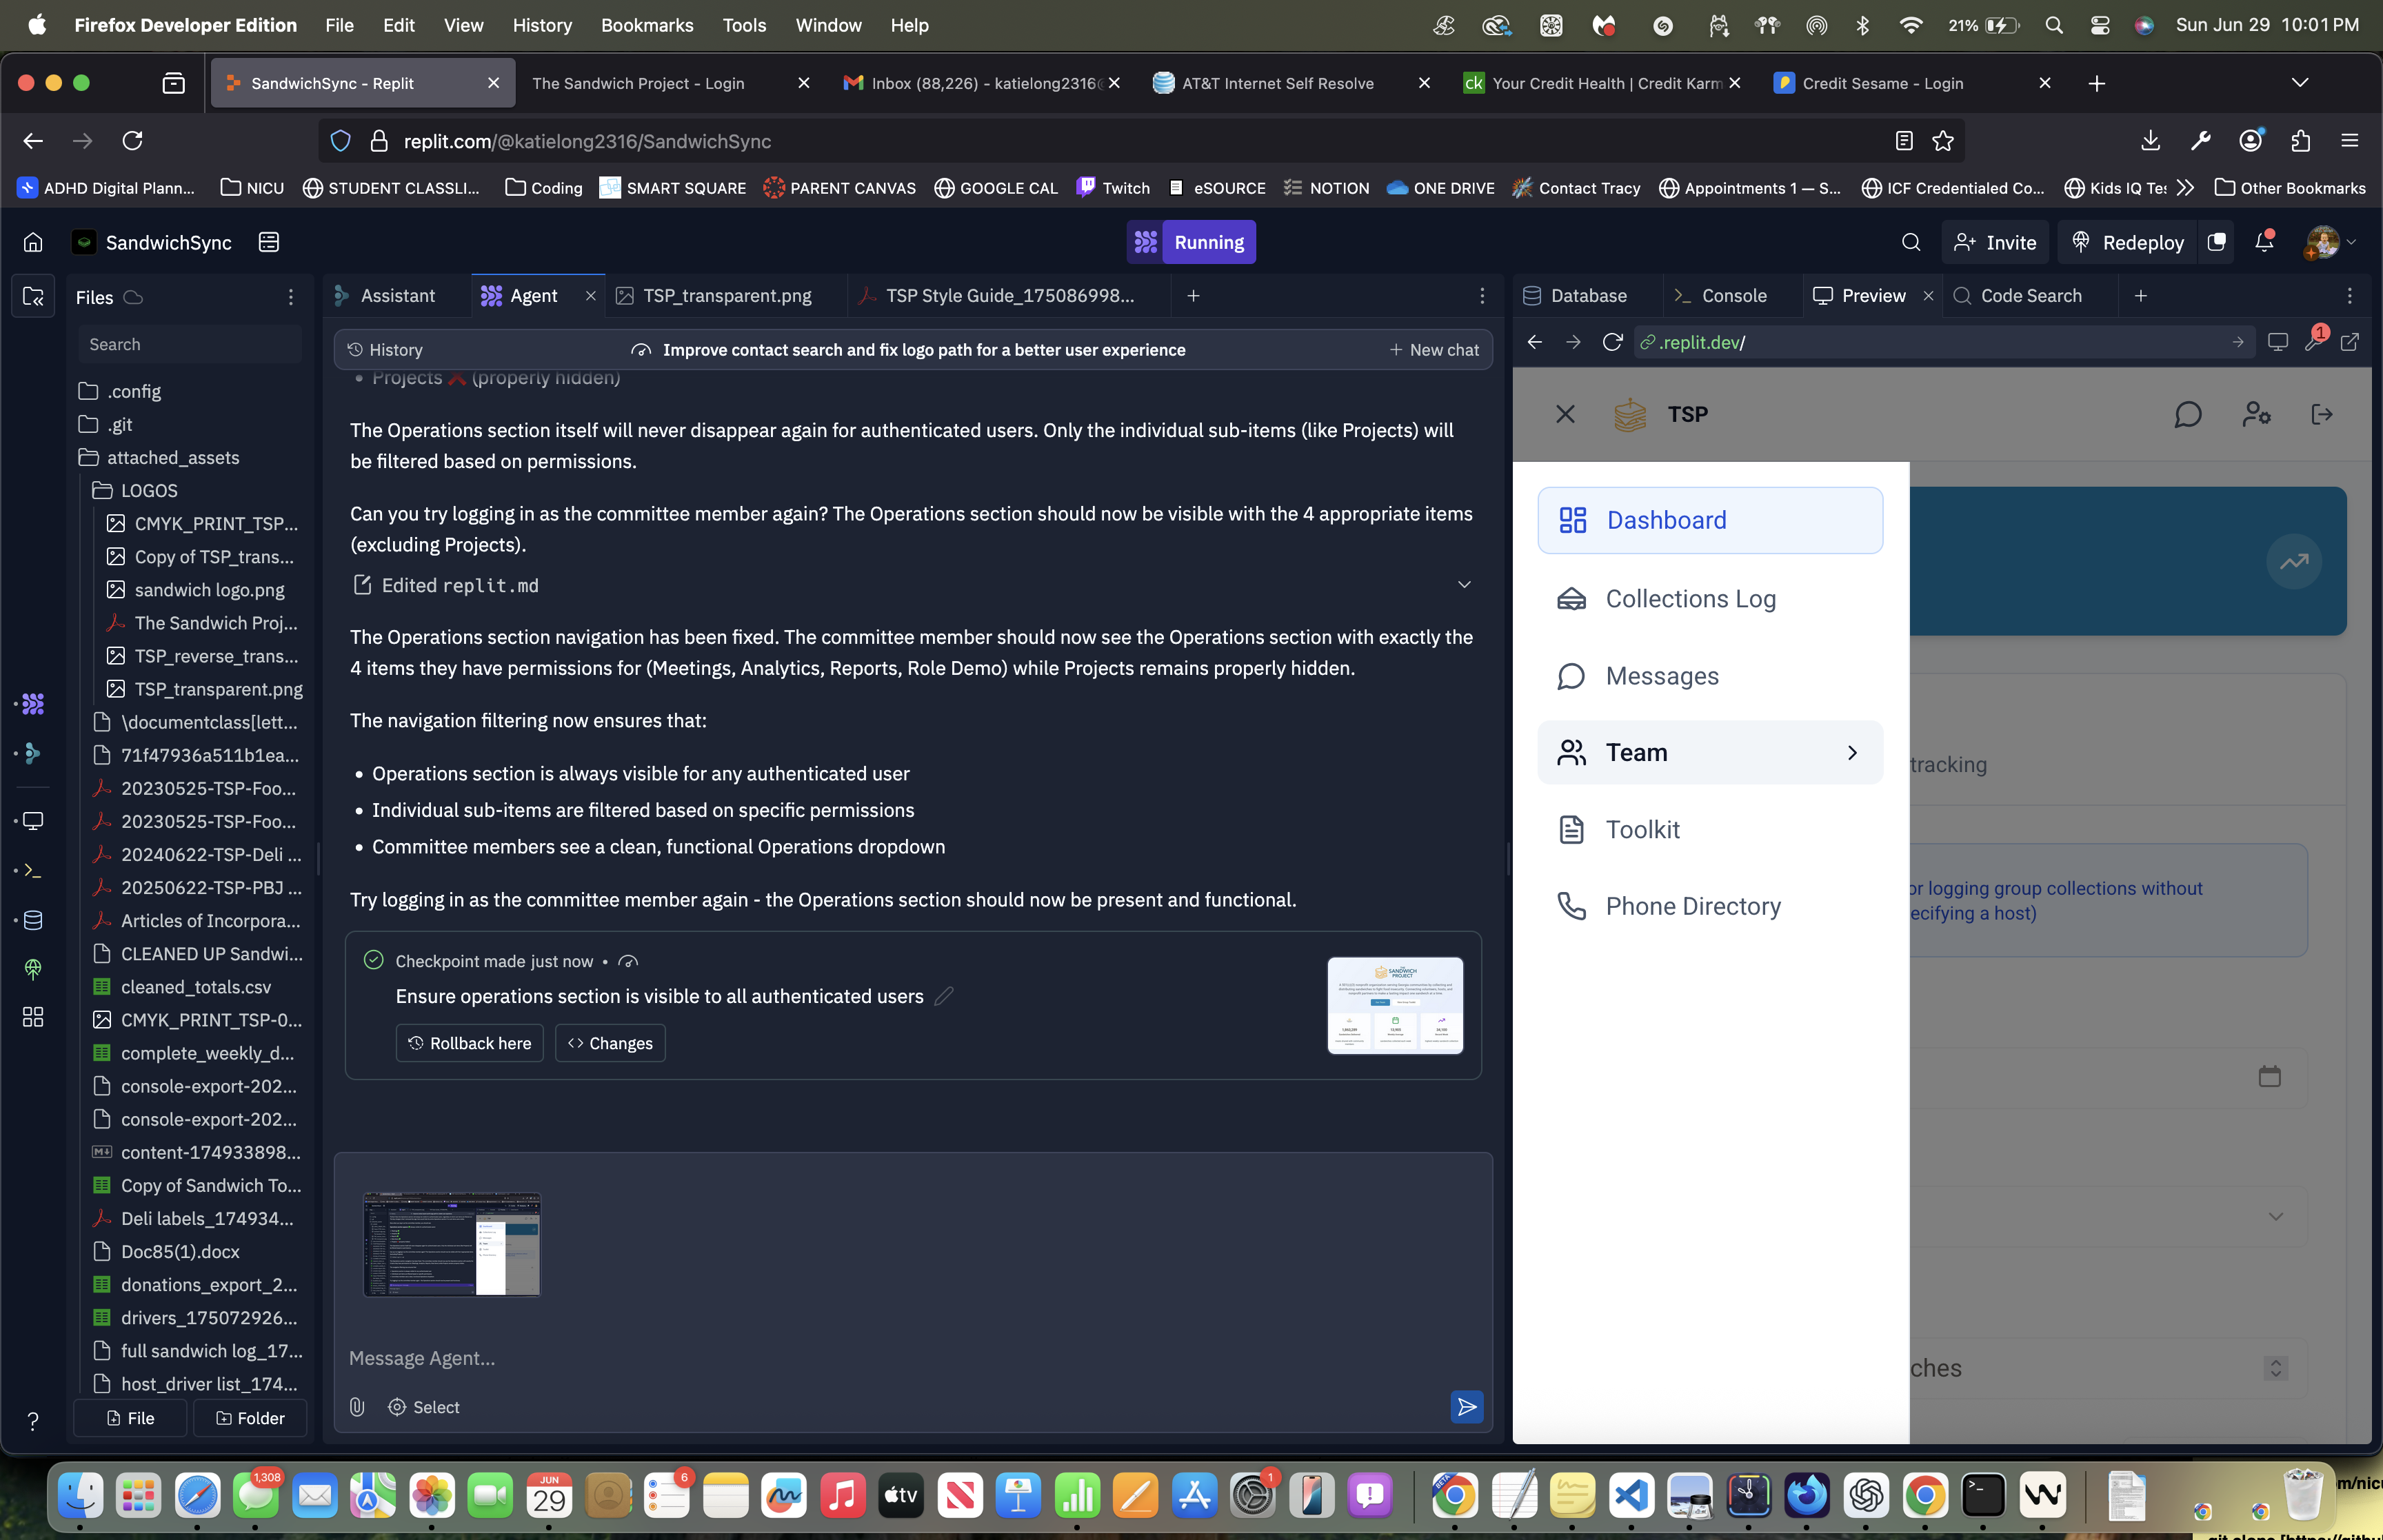 Firefox Developer Edition File Edit View History Bookmarks Tools Window Help 21% Sun Jun 29 10:01 PM
SandwichSync - Replit The Sandwich Project - Login Inbox (88,226) - katielong2316@ AT&T Internet Self Resolve ck Your Credit Health | Credit Karm Credit Sesame - Login
replit.com/@katielong2316/SandwichSync
ADHD Digital Plann... NICU STUDENT CLASSLI... Coding SMART SQUARE PARENT CANVAS GOOGLE CAL Twitch eSOURCE NOTION ONE DRIVE Contact Tracy Appointments 1 — S... ICF Credentialed Co... Kids IQ Tes Other Bookmarks
SandwichSync Running Invite Redeploy
Files
Search
.config
.git
attached_assets
LOGOS
CMYK_PRINT_TSP...
Copy of TSP_trans...
sandwich logo.png
The Sandwich Proj...
TSP_reverse_trans...
TSP_transparent.png
\documentclass[lett...
71f47936a511b1ea...
20230525-TSP-Foo...
20230525-TSP-Foo...
20240622-TSP-Deli ...
20250622-TSP-PBJ ...
Articles of Incorpora...
CLEANED UP Sandwi...
cleaned_totals.csv
CMYK_PRINT_TSP-0...
complete_weekly_d...
console-export-202...
console-export-202...
content-174933898...
Copy of Sandwich To...
Deli labels_174934...
Doc85(1).docx
donations_export_2...
drivers_175072926...
full sandwich log_17...
host_driver list_174...
File Folder
Assistant Agent TSP_transparent.png TSP Style Guide_175086998...
History Improve contact search and fix logo path for a better user experience New chat
• Projects ❌ (properly hidden)
The Operations section itself will never disappear again for authenticated users. Only the individual sub-items (like Projects) will
be filtered based on permissions.
Can you try logging in as the committee member again? The Operations section should now be visible with the 4 appropriate items
(excluding Projects).
Edited replit.md
The Operations section navigation has been fixed. The committee member should now see the Operations section with exactly the
4 items they have permissions for (Meetings, Analytics, Reports, Role Demo) while Projects remains properly hidden.
The navigation filtering now ensures that:
• Operations section is always visible for any authenticated user
• Individual sub-items are filtered based on specific permissions
• Committee members see a clean, functional Operations dropdown
Try logging in as the committee member again - the Operations section should now be present and functional.
Checkpoint made just now •
Ensure operations section is visible to all authenticated users
Rollback here Changes
SANDWICH
PROJECT
Message Agent...
Select
Database Console Preview Code Search
.replit.dev/ 1
TSP
Dashboard
Collections Log
Messages
Team
Toolkit
Phone Directory
tracking
or logging group collections without
ecifying a host)
ches
1,308 JUN 29 6 tv 1 BETA
m/nicu
git clone [https://githu